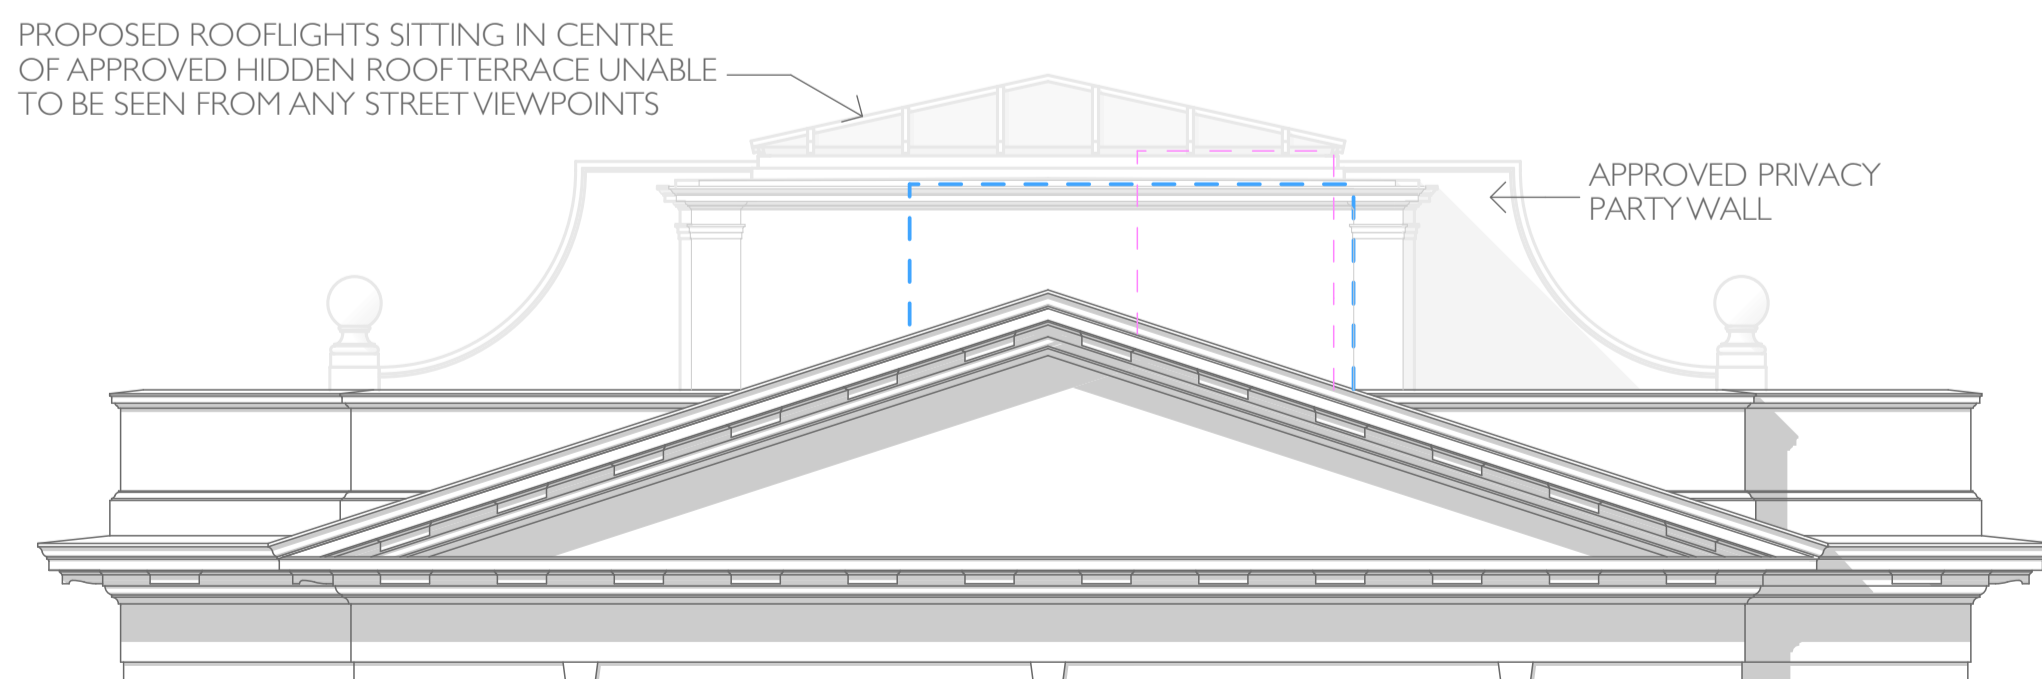 PROPOSED ROOFLIGHTS SITTING IN CENTRE
OF APPROVED HIDDEN ROOF TERRACE UNABLE
TO BE SEEN FROM ANY STREET VIEWPOINTS
APPROVED PRIVACY
PARTY WALL